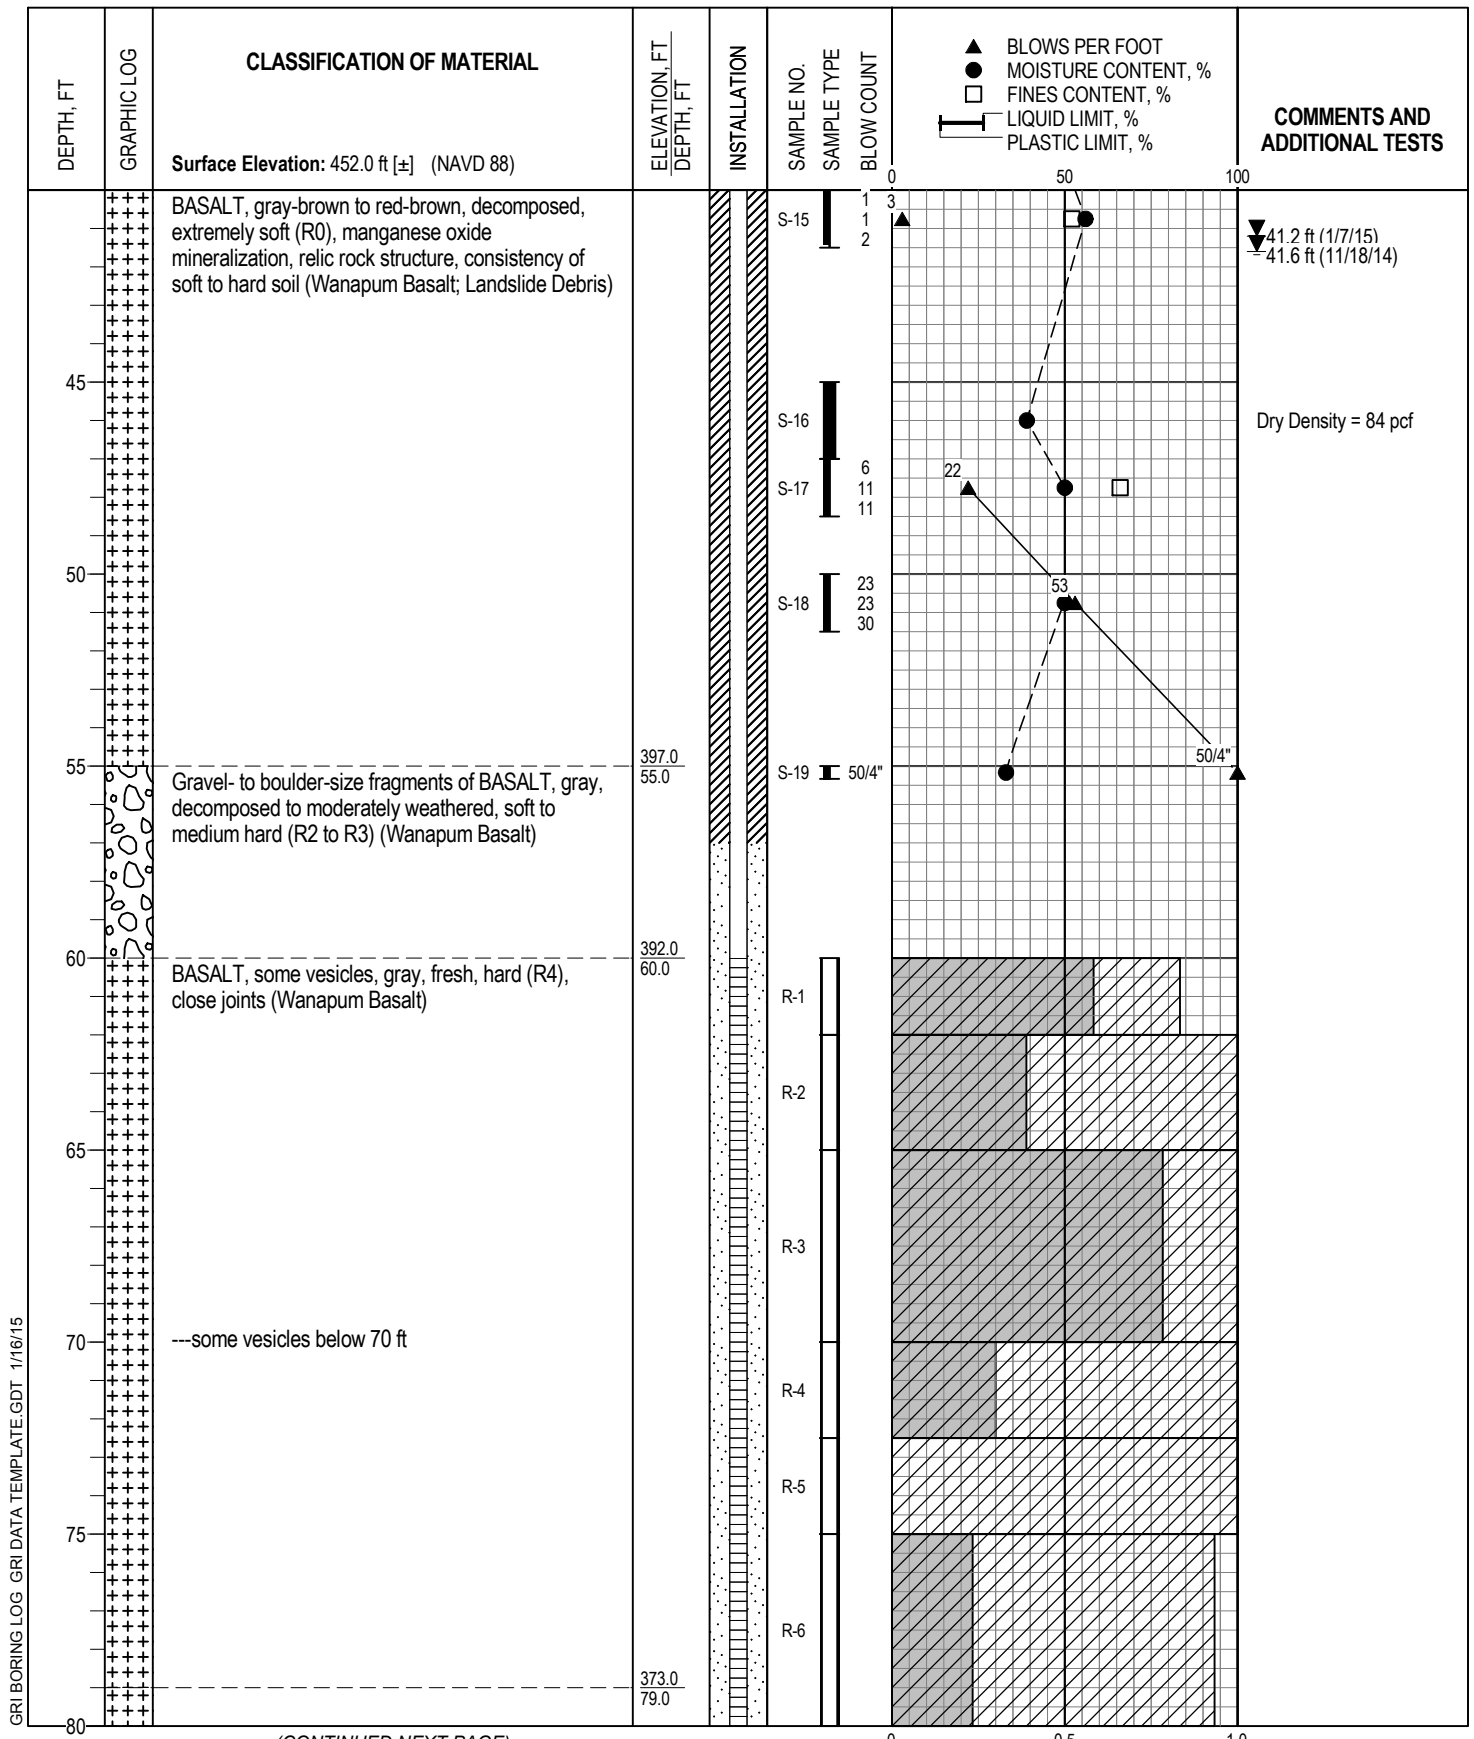 DEPTH, FT
GRAPHIC LOG
CLASSIFICATION OF MATERIAL
Surface Elevation: 452.0 ft [±] (NAVD 88)
ELEVATION, FT
DEPTH, FT
INSTALLATION
SAMPLE NO.
SAMPLE TYPE
BLOW COUNT
BLOWS PER FOOT
MOISTURE CONTENT, %
FINES CONTENT, %
LIQUID LIMIT, %
PLASTIC LIMIT, %
COMMENTS AND
ADDITIONAL TESTS
0 50 100
BASALT, gray-brown to red-brown, decomposed,
extremely soft (R0), manganese oxide
mineralization, relic rock structure, consistency of
soft to hard soil (Wanapum Basalt; Landslide Debris)
S-15
1
1
2
3
41.2 ft (1/7/15)
41.6 ft (11/18/14)
45
S-16
Dry Density = 84 pcf
S-17
6
11
11
22
50
S-18
23
23
30
53
55
397.0
55.0
S-19
50/4"
50/4"
Gravel- to boulder-size fragments of BASALT, gray,
decomposed to moderately weathered, soft to
medium hard (R2 to R3) (Wanapum Basalt)
60
392.0
60.0
BASALT, some vesicles, gray, fresh, hard (R4),
close joints (Wanapum Basalt)
R-1
R-2
65
R-3
70
---some vesicles below 70 ft
R-4
R-5
75
R-6
373.0
79.0
80
(CONTINUED NEXT PAGE)
0 0.5 1.0
GRI BORING LOG GRI DATA TEMPLATE.GDT 1/16/15